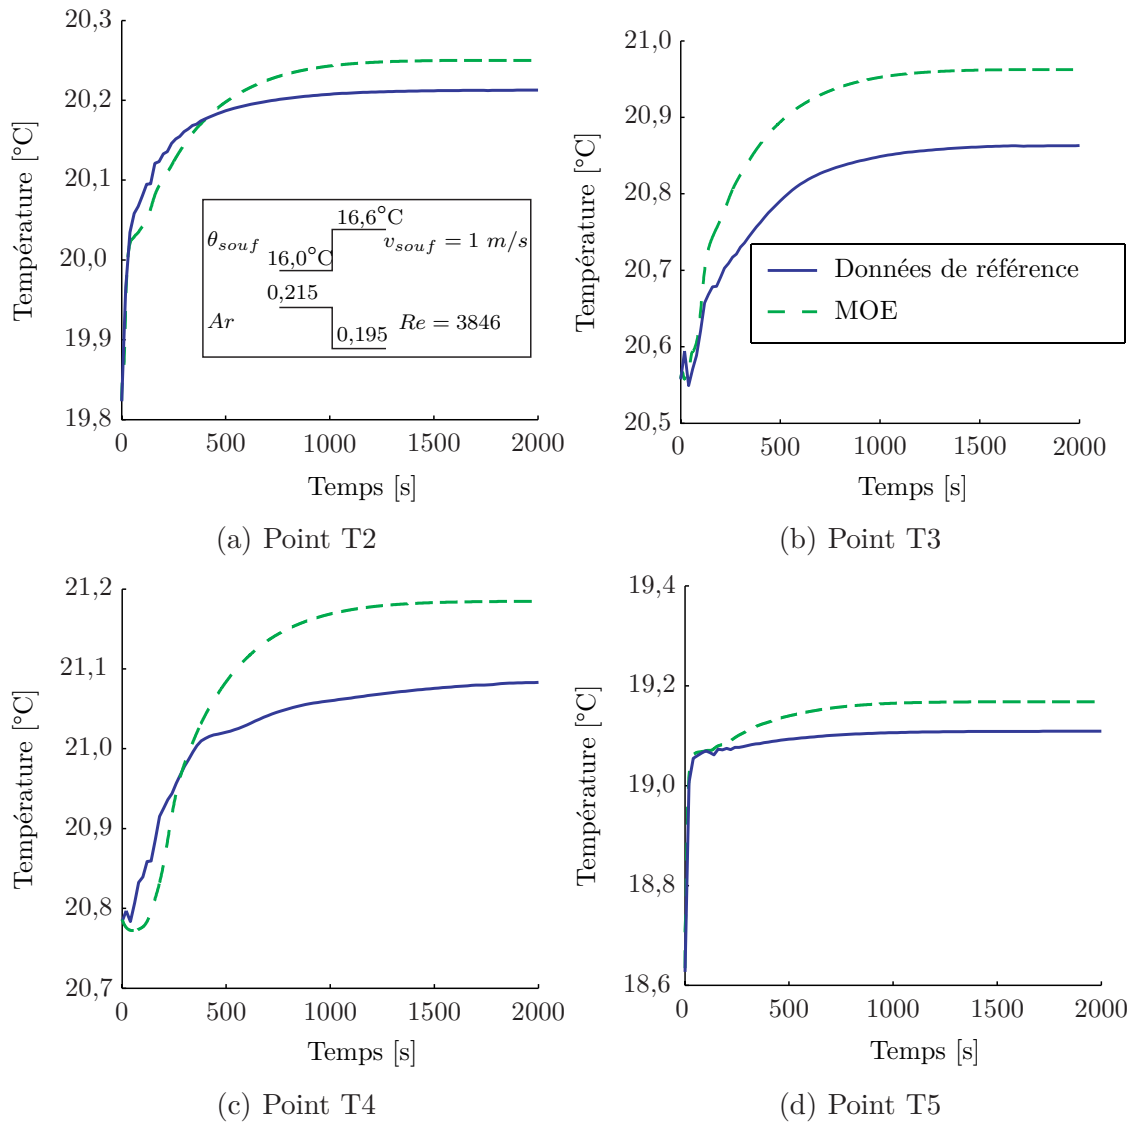 20,3
20,2
20,1
20,0
19,9
19,8
Température [°C]
0 500 1000 1500 2000
Temps [s]
16,6°C
θsouf vsouf = 1 m/s
16,0°C
0,215
Ar Re = 3846
0,195
(a) Point T2
21,0
20,9
20,8
20,7
20,6
20,5
Température [°C]
0 500 1000 1500 2000
Temps [s]
Données de référence
MOE
(b) Point T3
21,2
21,1
21,0
20,9
20,8
20,7
Température [°C]
0 500 1000 1500 2000
Temps [s]
(c) Point T4
19,4
19,2
19,0
18,8
18,6
Température [°C]
0 500 1000 1500 2000
Temps [s]
(d) Point T5